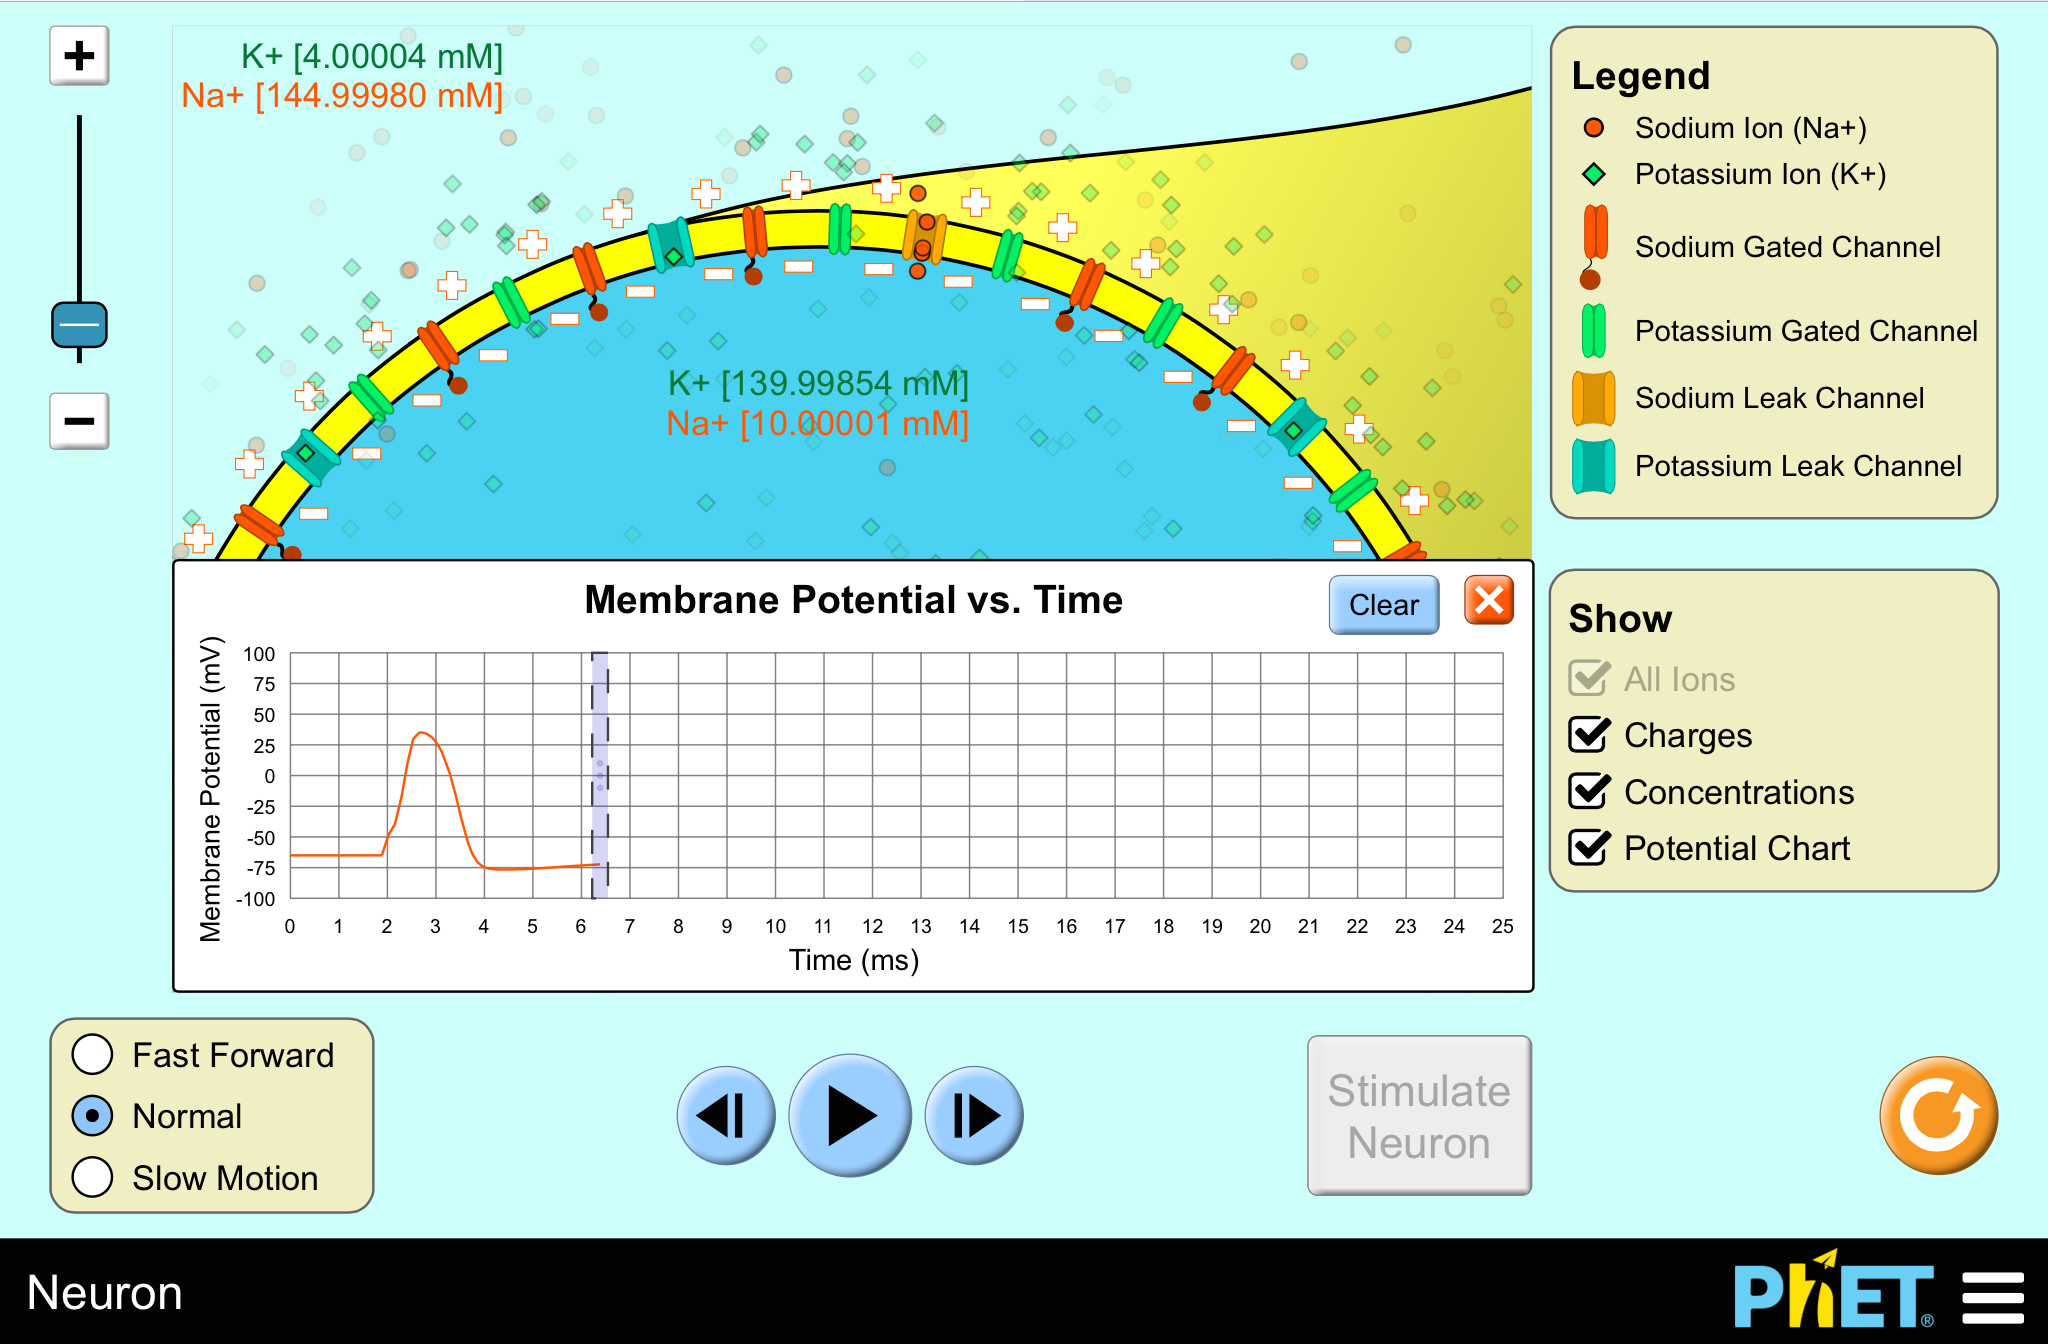 K+ [4.00004 mM]
Na+ [144.99980 mM]
K+ [139.99854 mM]
Na+ [10.00001 mM]
Legend
Sodium Ion (Na+)
Potassium Ion (K+)
Sodium Gated Channel
Potassium Gated Channel
Sodium Leak Channel
Potassium Leak Channel
Membrane Potential vs. Time
Clear
Membrane Potential (mV)
100
75
50
25
0
-25
-50
-75
-100
0 1 2 3 4 5 6 7 8 9 10 11 12 13 14 15 16 17 18 19 20 21 22 23 24 25
Time (ms)
Show
All Ions
Charges
Concentrations
Potential Chart
Fast Forward
Normal
Slow Motion
Stimulate
Neuron
Neuron
PhET®